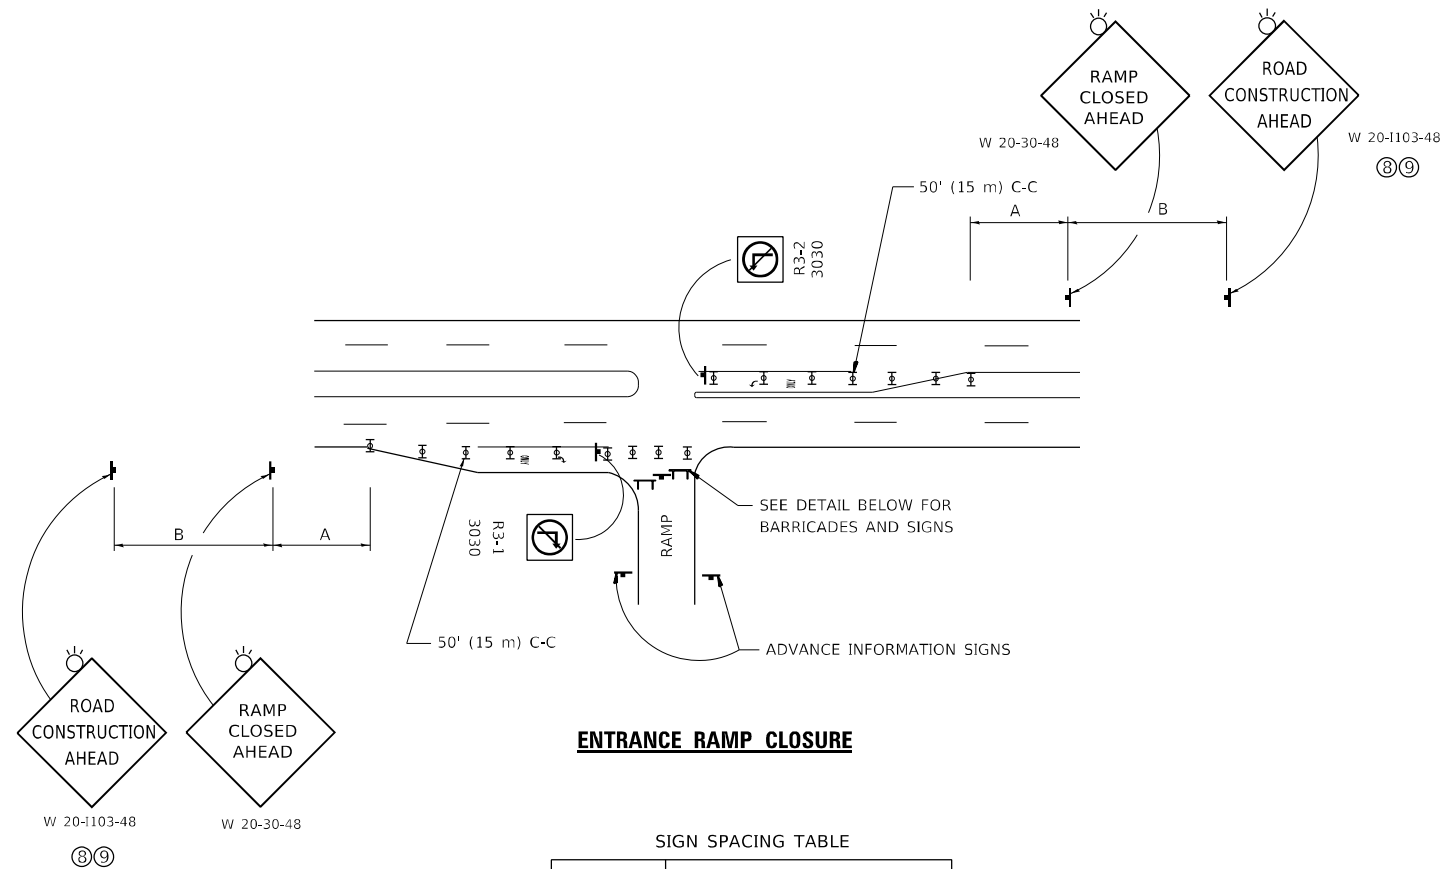 RAMP
CLOSED
AHEAD
W 20-30-48
ROAD
CONSTRUCTION
AHEAD
W 20-I103-48
⑧⑨
50' (15 m) C-C
A
B
R3-2
3030
ONLY
ONLY
B
A
R3-1
3030
RAMP
SEE DETAIL BELOW FOR
BARRICADES AND SIGNS
50' (15 m) C-C
ADVANCE INFORMATION SIGNS
ROAD
CONSTRUCTION
AHEAD
W 20-I103-48
⑧⑨
RAMP
CLOSED
AHEAD
W 20-30-48
ENTRANCE RAMP CLOSURE
SIGN SPACING TABLE